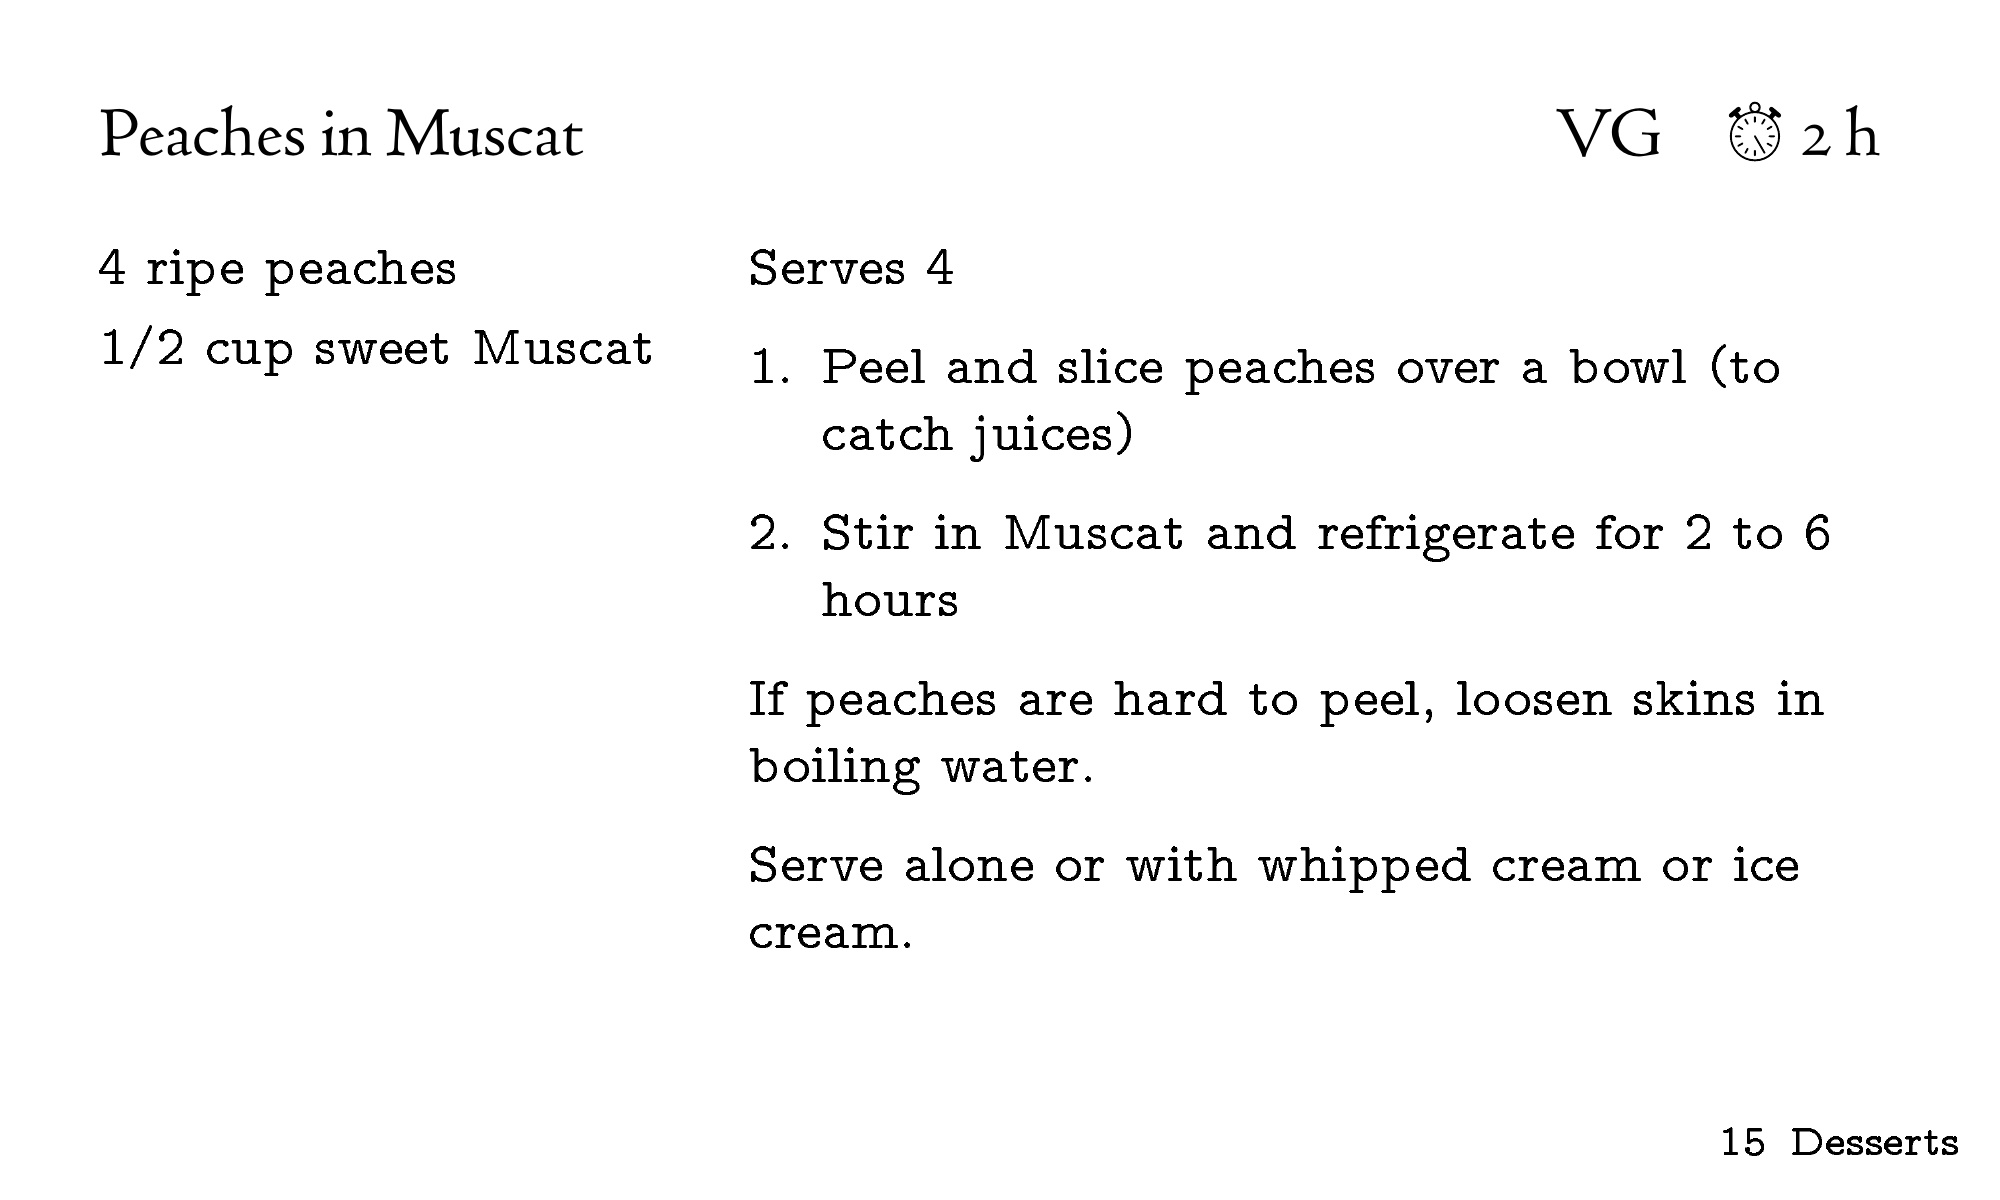 Peaches in Muscat
VG 2 h
4 ripe peaches
1/2 cup sweet Muscat
Serves 4
1. Peel and slice peaches over a bowl (to
catch juices)
2. Stir in Muscat and refrigerate for 2 to 6
hours
If peaches are hard to peel, loosen skins in
boiling water.
Serve alone or with whipped cream or ice
cream.
15 Desserts